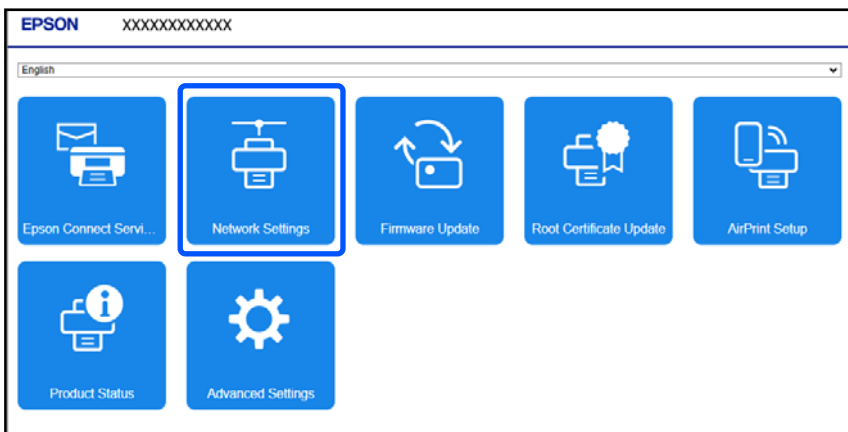 EPSON XXXXXXXXXXXX
English
Epson Connect Servi...
Network Settings
Firmware Update
Root Certificate Update
AirPrint Setup
Product Status
Advanced Settings